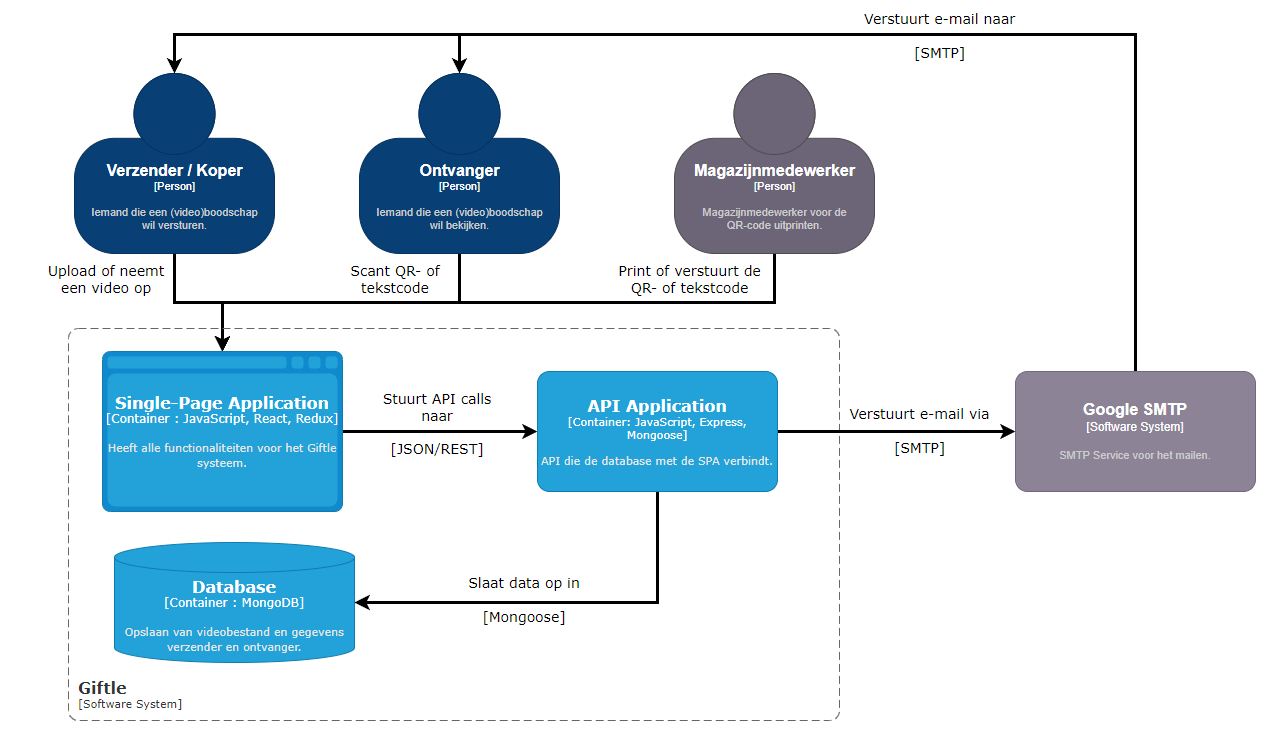 Verstuurt e-mail naar
[SMTP]
Verzender / Koper
[Person]
Iemand die een (video)boodschap
wil versturen.
Ontvanger
[Person]
Iemand die een (video)boodschap
wil bekijken.
Magazijnmedewerker
[Person]
Magazijnmedewerker voor de
QR-code uitprinten.
Upload of neemt
een video op
Scant QR- of
tekstcode
Print of verstuurt de
QR- of tekstcode
Single-Page Application
[Container : JavaScript, React, Redux]
Heeft alle functionaliteiten voor het Giftle
systeem.
Stuurt API calls
naar
[JSON/REST]
API Application
[Container: JavaScript, Express,
Mongoose]
API die de database met de SPA verbindt.
Verstuurt e-mail via
[SMTP]
Google SMTP
[Software System]
SMTP Service voor het mailen.
Database
[Container : MongoDB]
Opslaan van videobestand en gegevens
verzender en ontvanger.
Slaat data op in
[Mongoose]
Giftle
[Software System]